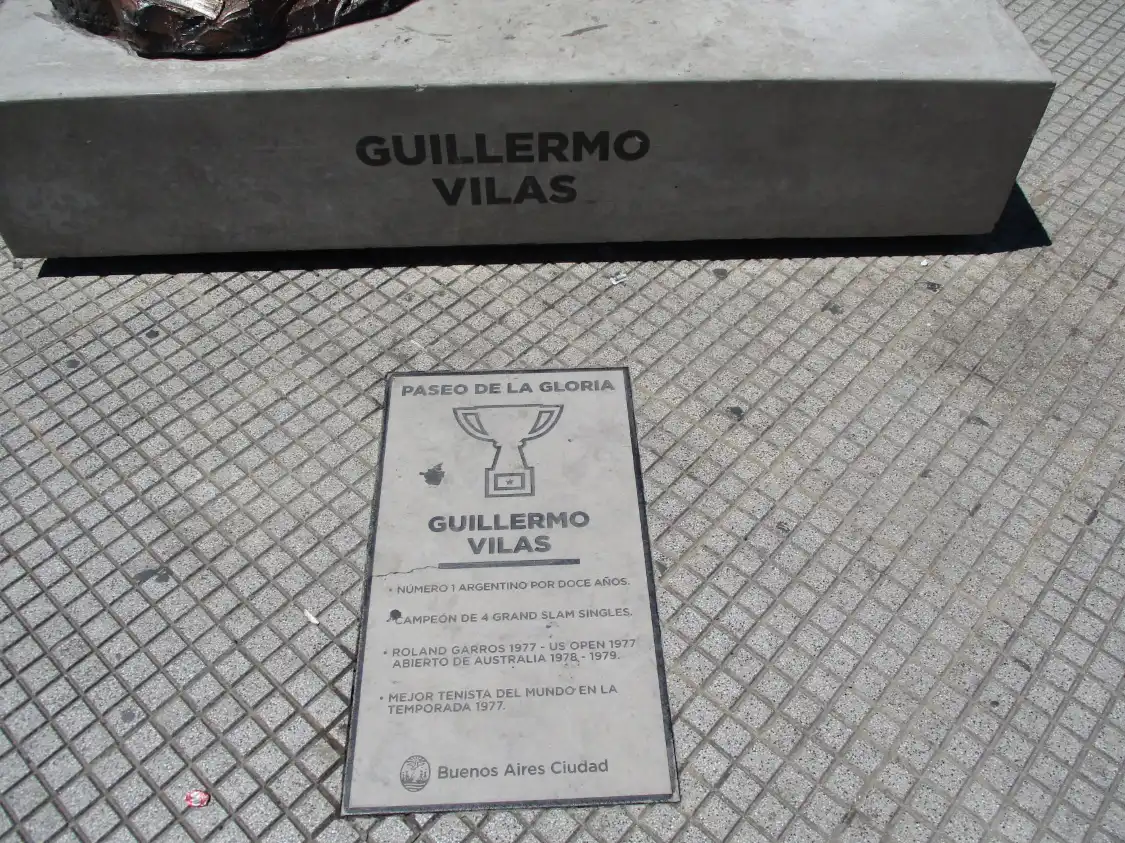 GUILLERMO
VILAS
PASEO DE LA GLORIA
GUILLERMO
VILAS
• NÚMERO 1 ARGENTINO POR DOCE AÑOS.
• CAMPEÓN DE 4 GRAND SLAM SINGLES.
• ROLAND GARROS 1977 - US OPEN 1977
ABIERTO DE AUSTRALIA 1978 - 1979.
• MEJOR TENISTA DEL MUNDO EN LA
TEMPORADA 1977.
Buenos Aires Ciudad